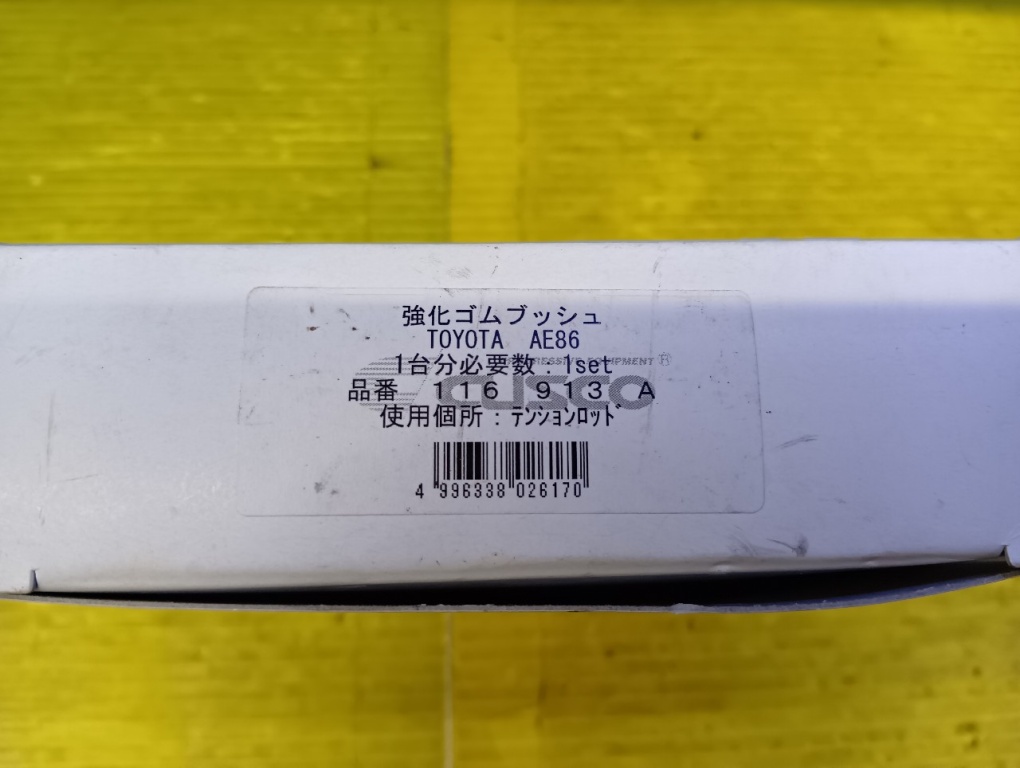 強化ゴムブッシュ
TOYOTA AE86
1台分必要数:1set
品番 116 913 A
CUSCO
使用個所:ﾃﾝｼｮﾝﾛｯﾄﾞ
4 996338 026170